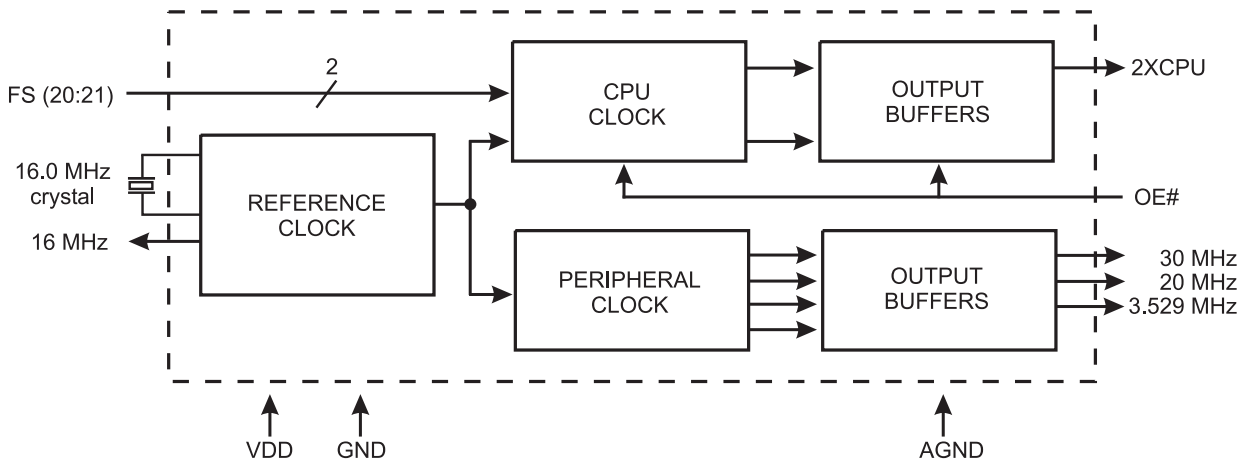 2
FS (20:21)
CPU
CLOCK
OUTPUT
BUFFERS
2XCPU
16.0 MHz
crystal
16 MHz
REFERENCE
CLOCK
OE#
PERIPHERAL
CLOCK
OUTPUT
BUFFERS
30 MHz
20 MHz
3.529 MHz
VDD
GND
AGND